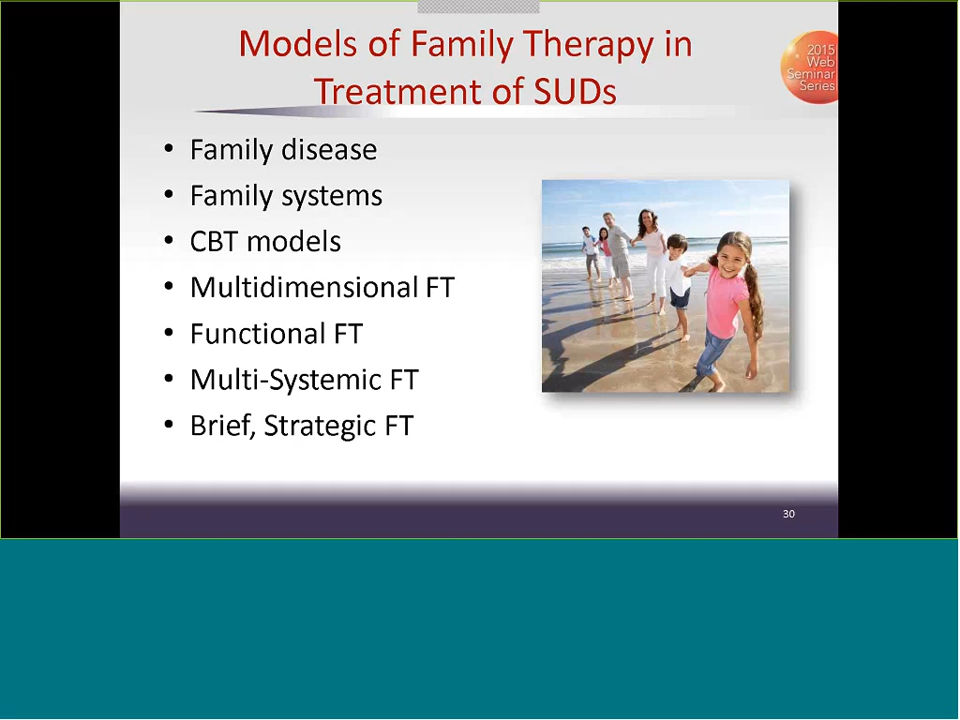 Models of Family Therapy in
Treatment of SUDs
2015
Web
Seminar
Series
• Family disease
• Family systems
• CBT models
• Multidimensional FT
• Functional FT
• Multi-Systemic FT
• Brief, Strategic FT
30